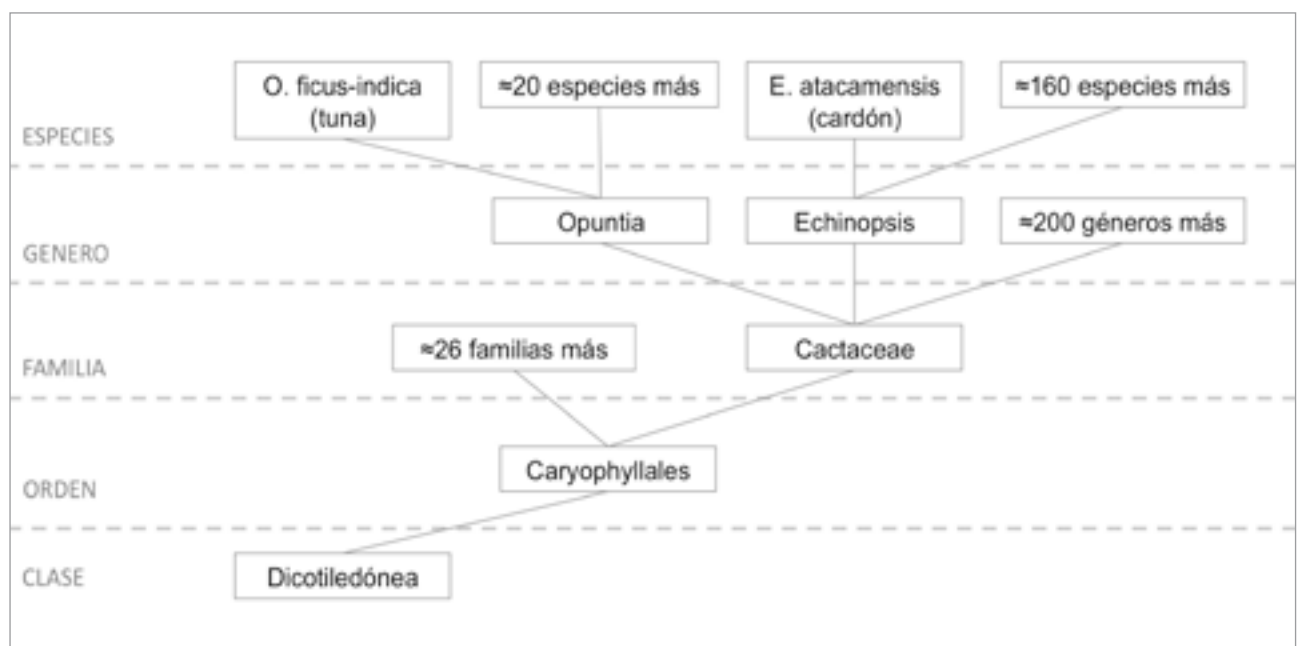 O. ficus-indica
(tuna)
≈20 especies más
E. atacamensis
(cardón)
≈160 especies más
ESPECIES
Opuntia
Echinopsis
≈200 géneros más
GENERO
≈26 familias más
Cactaceae
FAMILIA
Caryophyllales
ORDEN
Dicotiledónea
CLASE